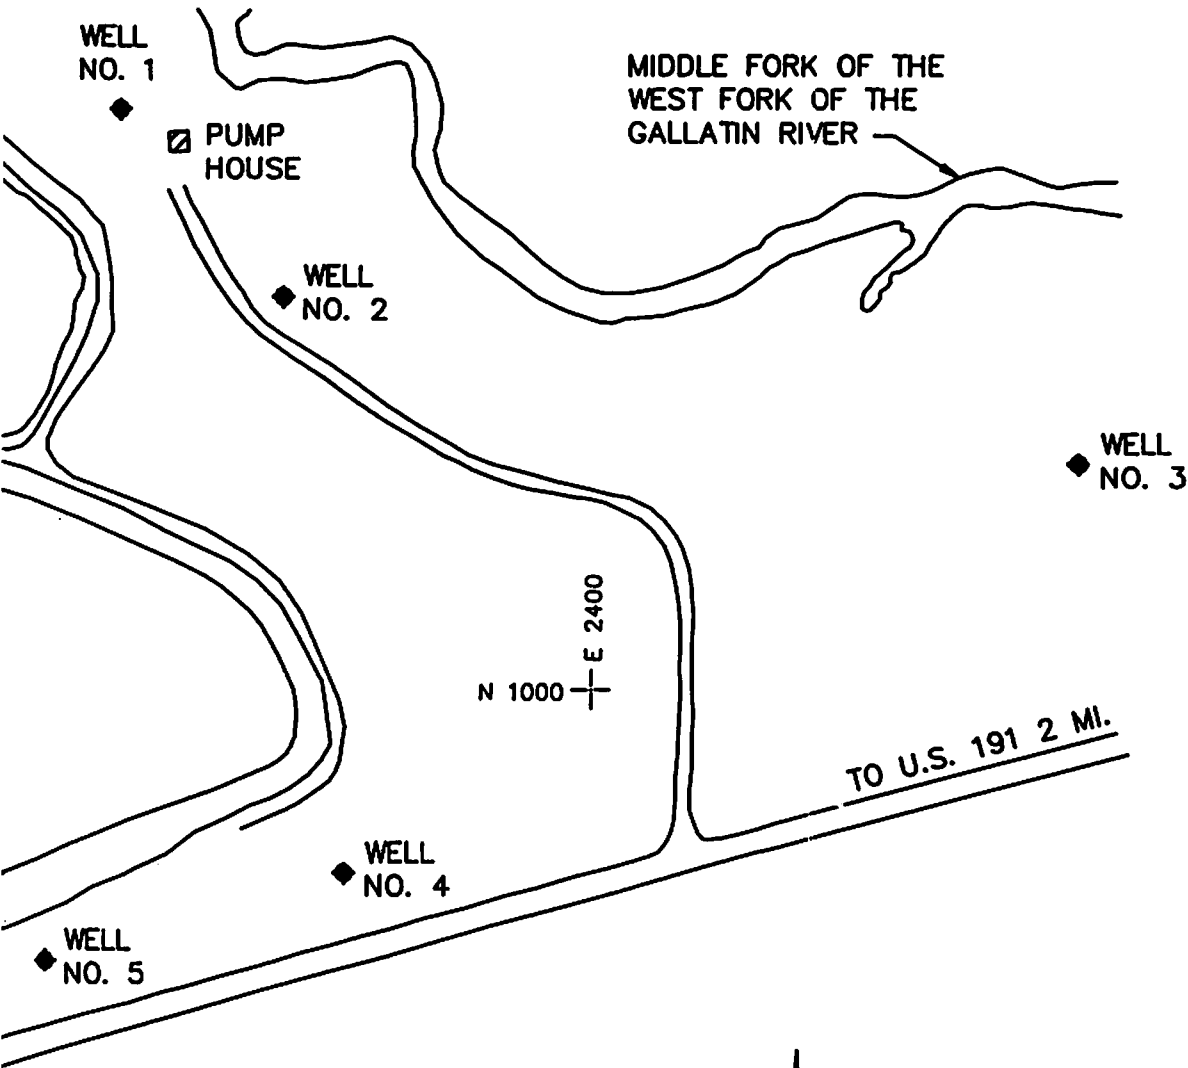 WELL
NO. 1
PUMP
HOUSE
MIDDLE FORK OF THE
WEST FORK OF THE
GALLATIN RIVER
WELL
NO. 2
WELL
NO. 3
E 2400
N 1000
TO U.S. 191 2 MI.
WELL
NO. 4
WELL
NO. 5